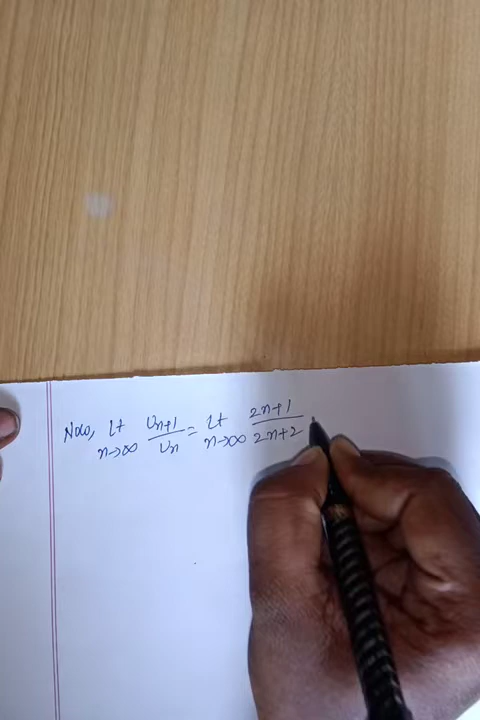 Now, Lt n→∞ Un+1/Un = Lt n→∞ 2n+1/2n+2 .